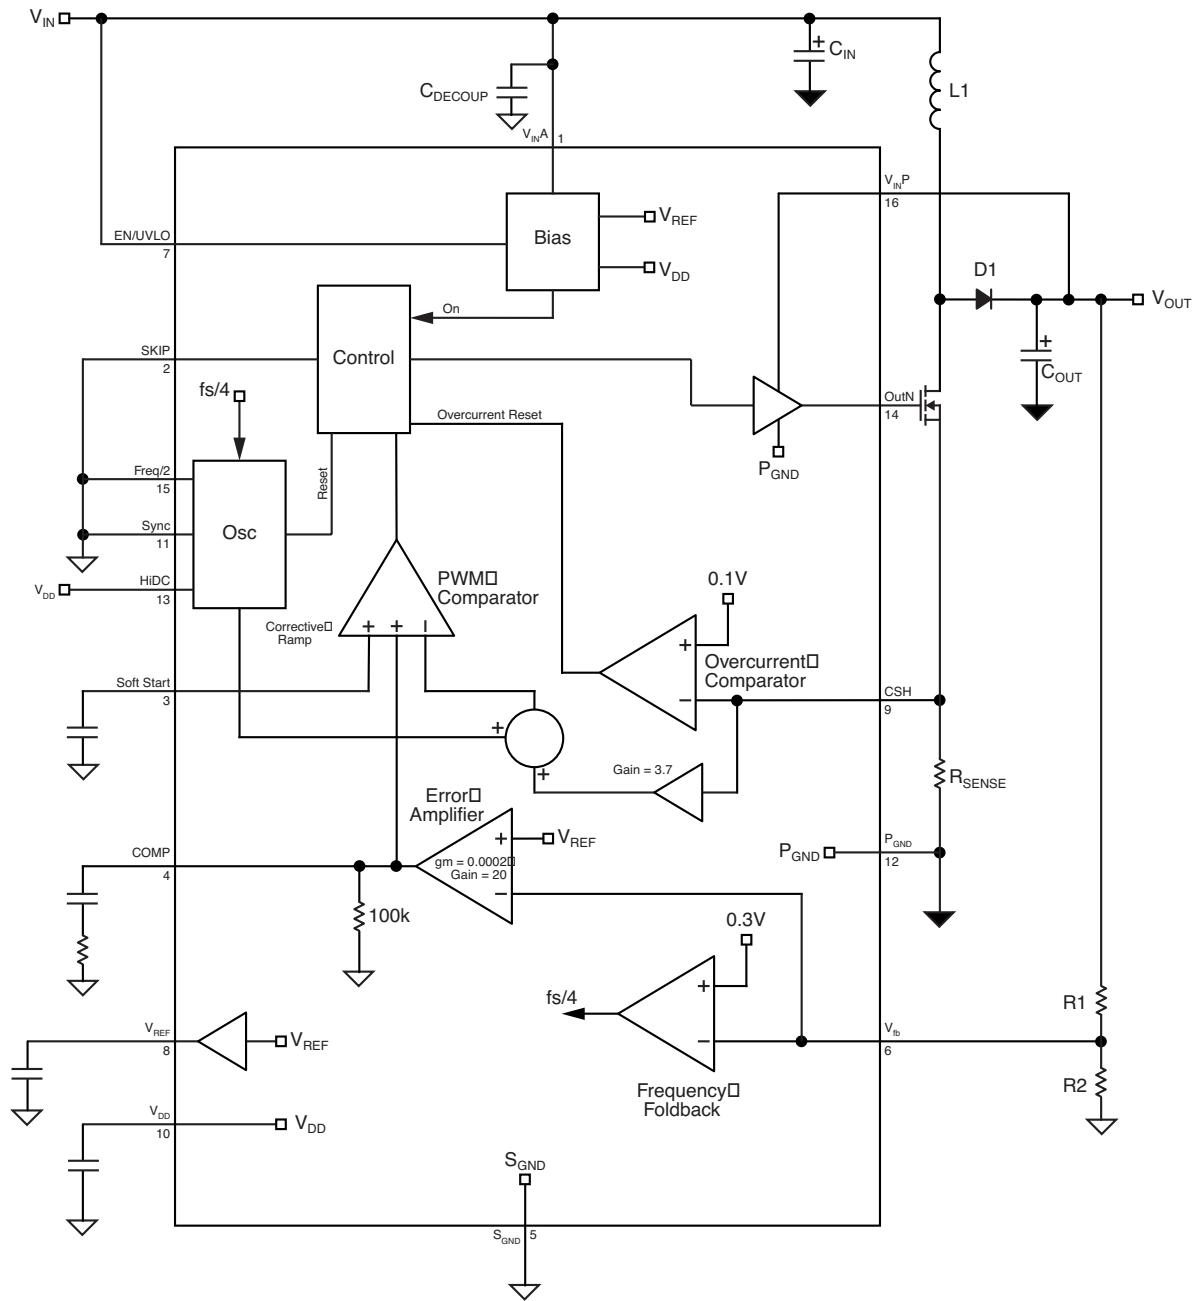 VIN
+
CIN
L1
CDECOUP
VINA
1
VINP
16
EN/UVLO
7
Bias
VREF
VDD
D1
VOUT
On
SKIP
2
Control
+
COUT
fs/4
OutN
14
Overcurrent Reset
PGND
Freq/2
15
Reset
Sync
11
Osc
VDD
HiDC
13
PWM□
Comparator
0.1V
Corrective□
Ramp
+ + −
+
Overcurrent□
Comparator
−
Soft Start
3
CSH
9
+
+
Gain = 3.7
RSENSE
Error□
Amplifier
+
VREF
gm = 0.0002□
Gain = 20
−
COMP
4
PGND
PGND
12
100k
0.3V
+
fs/4
−
R1
VREF
8
VREF
Vfb
6
Frequency□
Foldback
R2
VDD
10
VDD
SGND
SGND
5